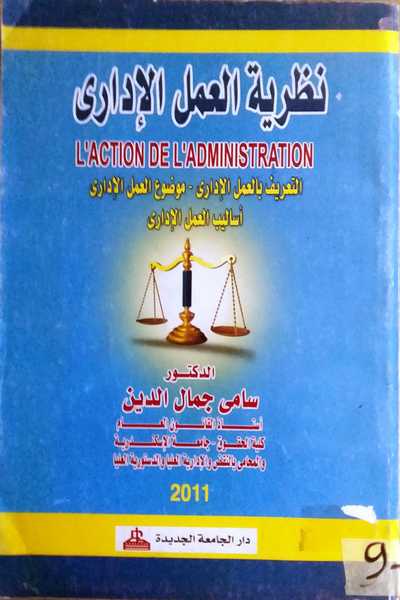 نظرية العمل الإدارى
L'ACTION DE L'ADMINISTRATION
التعريف بالعمل الإدارى - موضوع العمل الإدارى
أساليب العمل الإدارى
الدكتور
سامى جمال الدين
أستاذ القانون العام
كلية الحقوق - جامعة الإسكندرية
والمحامى بالنقض والإدارية العليا والدستورية العليا
2011
دار الجامعة الجديدة
9-